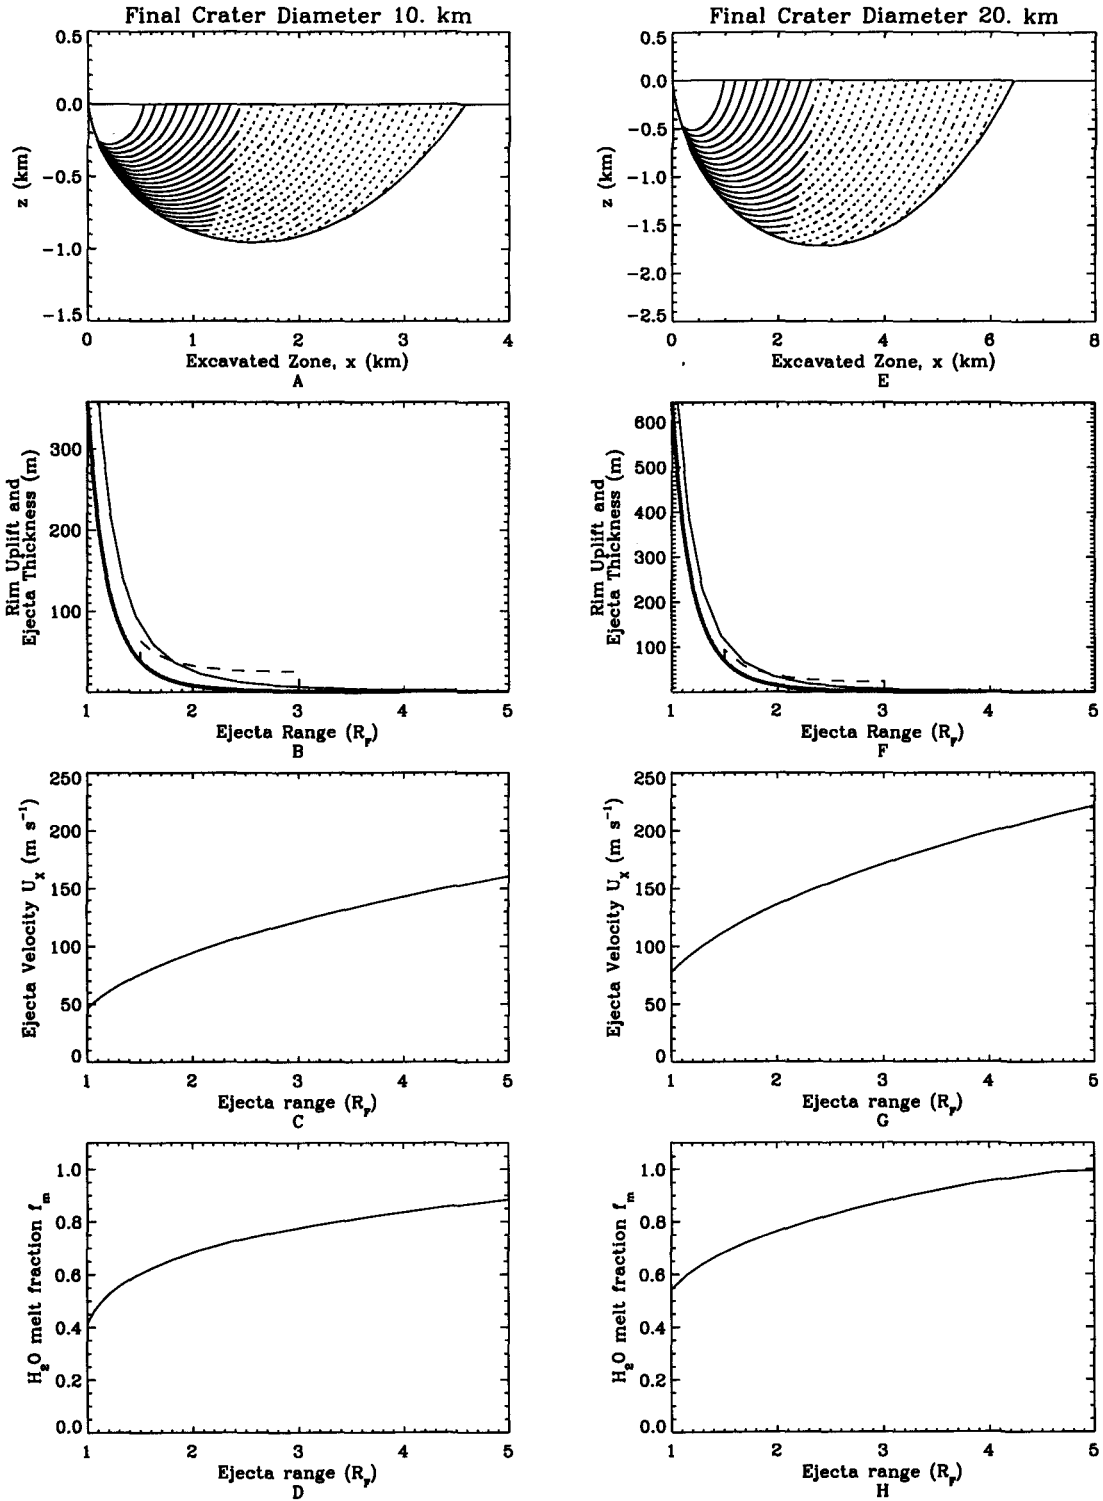 Final Crater Diameter 10. km
0.5
0.0
−0.5
−1.0
−1.5
z (km)
0 1 2 3 4
Excavated Zone, x (km)
A
Final Crater Diameter 20. km
0.5
0.0
−0.5
−1.0
−1.5
−2.0
−2.5
z (km)
0 2 4 6 8
Excavated Zone, x (km)
E
300
200
100
Rim Uplift and
Ejecta Thickness (m)
1 2 3 4 5
Ejecta Range (R_F)
B
600
500
400
300
200
100
Rim Uplift and
Ejecta Thickness (m)
1 2 3 4 5
Ejecta Range (R_F)
F
250
200
150
100
50
0
Ejecta Velocity U_X (m s⁻¹)
1 2 3 4 5
Ejecta range (R_F)
C
250
200
150
100
50
0
Ejecta Velocity U_X (m s⁻¹)
1 2 3 4 5
Ejecta range (R_F)
G
1.0
0.8
0.6
0.4
0.2
0.0
H₂O melt fraction f_m
1 2 3 4 5
Ejecta range (R_F)
D
1.0
0.8
0.6
0.4
0.2
0.0
H₂O melt fraction f_m
1 2 3 4 5
Ejecta range (R_F)
H